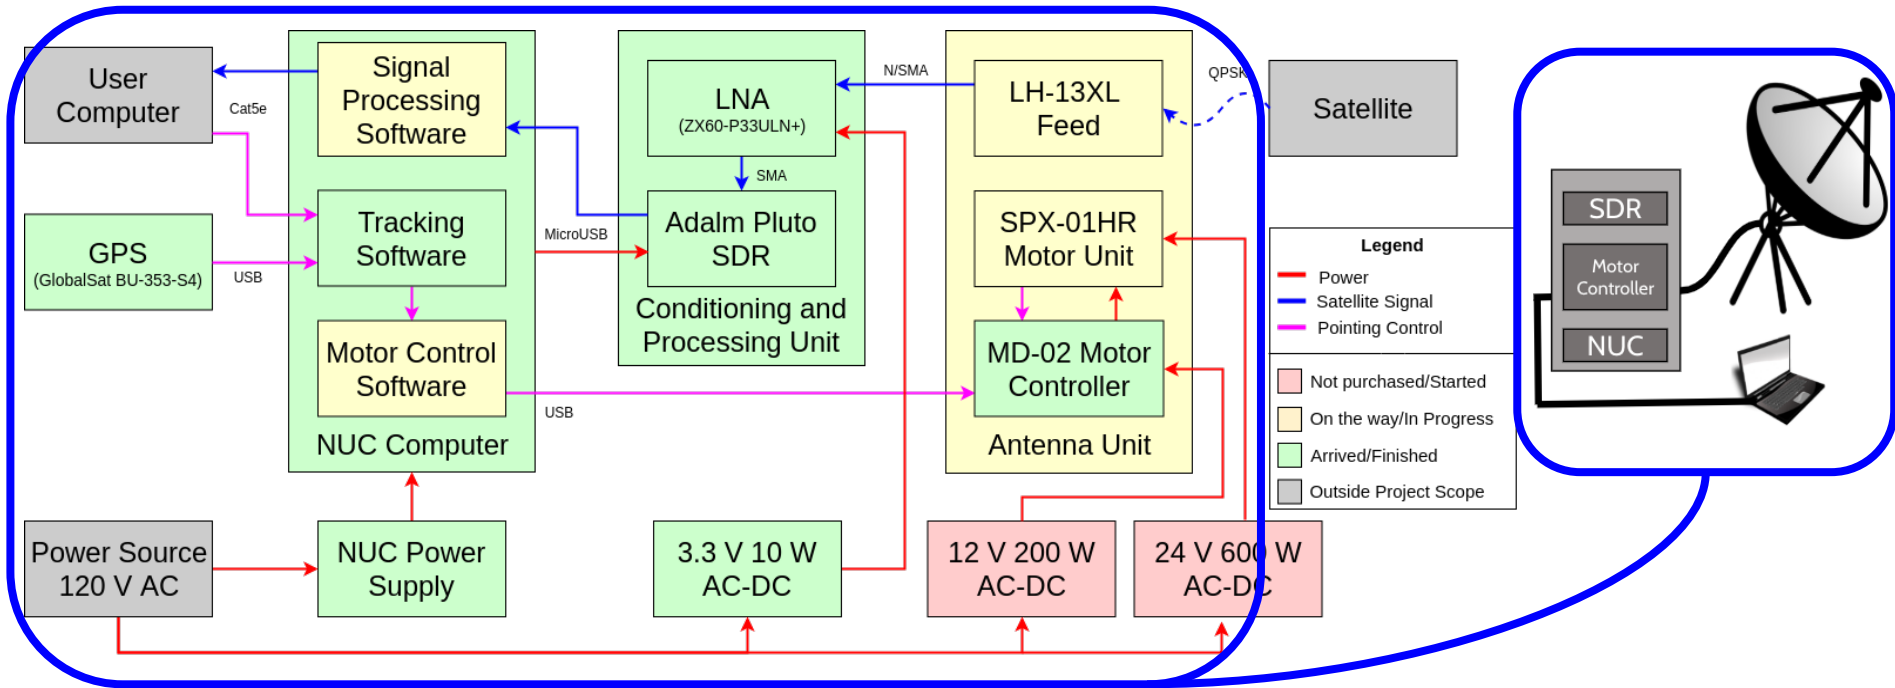 User
Computer
Cat5e
GPS
(GlobalSat BU-353-S4)
USB
Power Source
120 V AC
Signal
Processing
Software
Tracking
Software
Motor Control
Software
NUC Computer
NUC Power
Supply
MicroUSB
USB
LNA
(ZX60-P33ULN+)
SMA
Adalm Pluto
SDR
Conditioning and
Processing Unit
3.3 V 10 W
AC-DC
N/SMA
LH-13XL
Feed
SPX-01HR
Motor Unit
MD-02 Motor
Controller
Antenna Unit
12 V 200 W
AC-DC
24 V 600 W
AC-DC
QPSK
Satellite
Legend
Power
Satellite Signal
Pointing Control
Not purchased/Started
On the way/In Progress
Arrived/Finished
Outside Project Scope
SDR
Motor
Controller
NUC